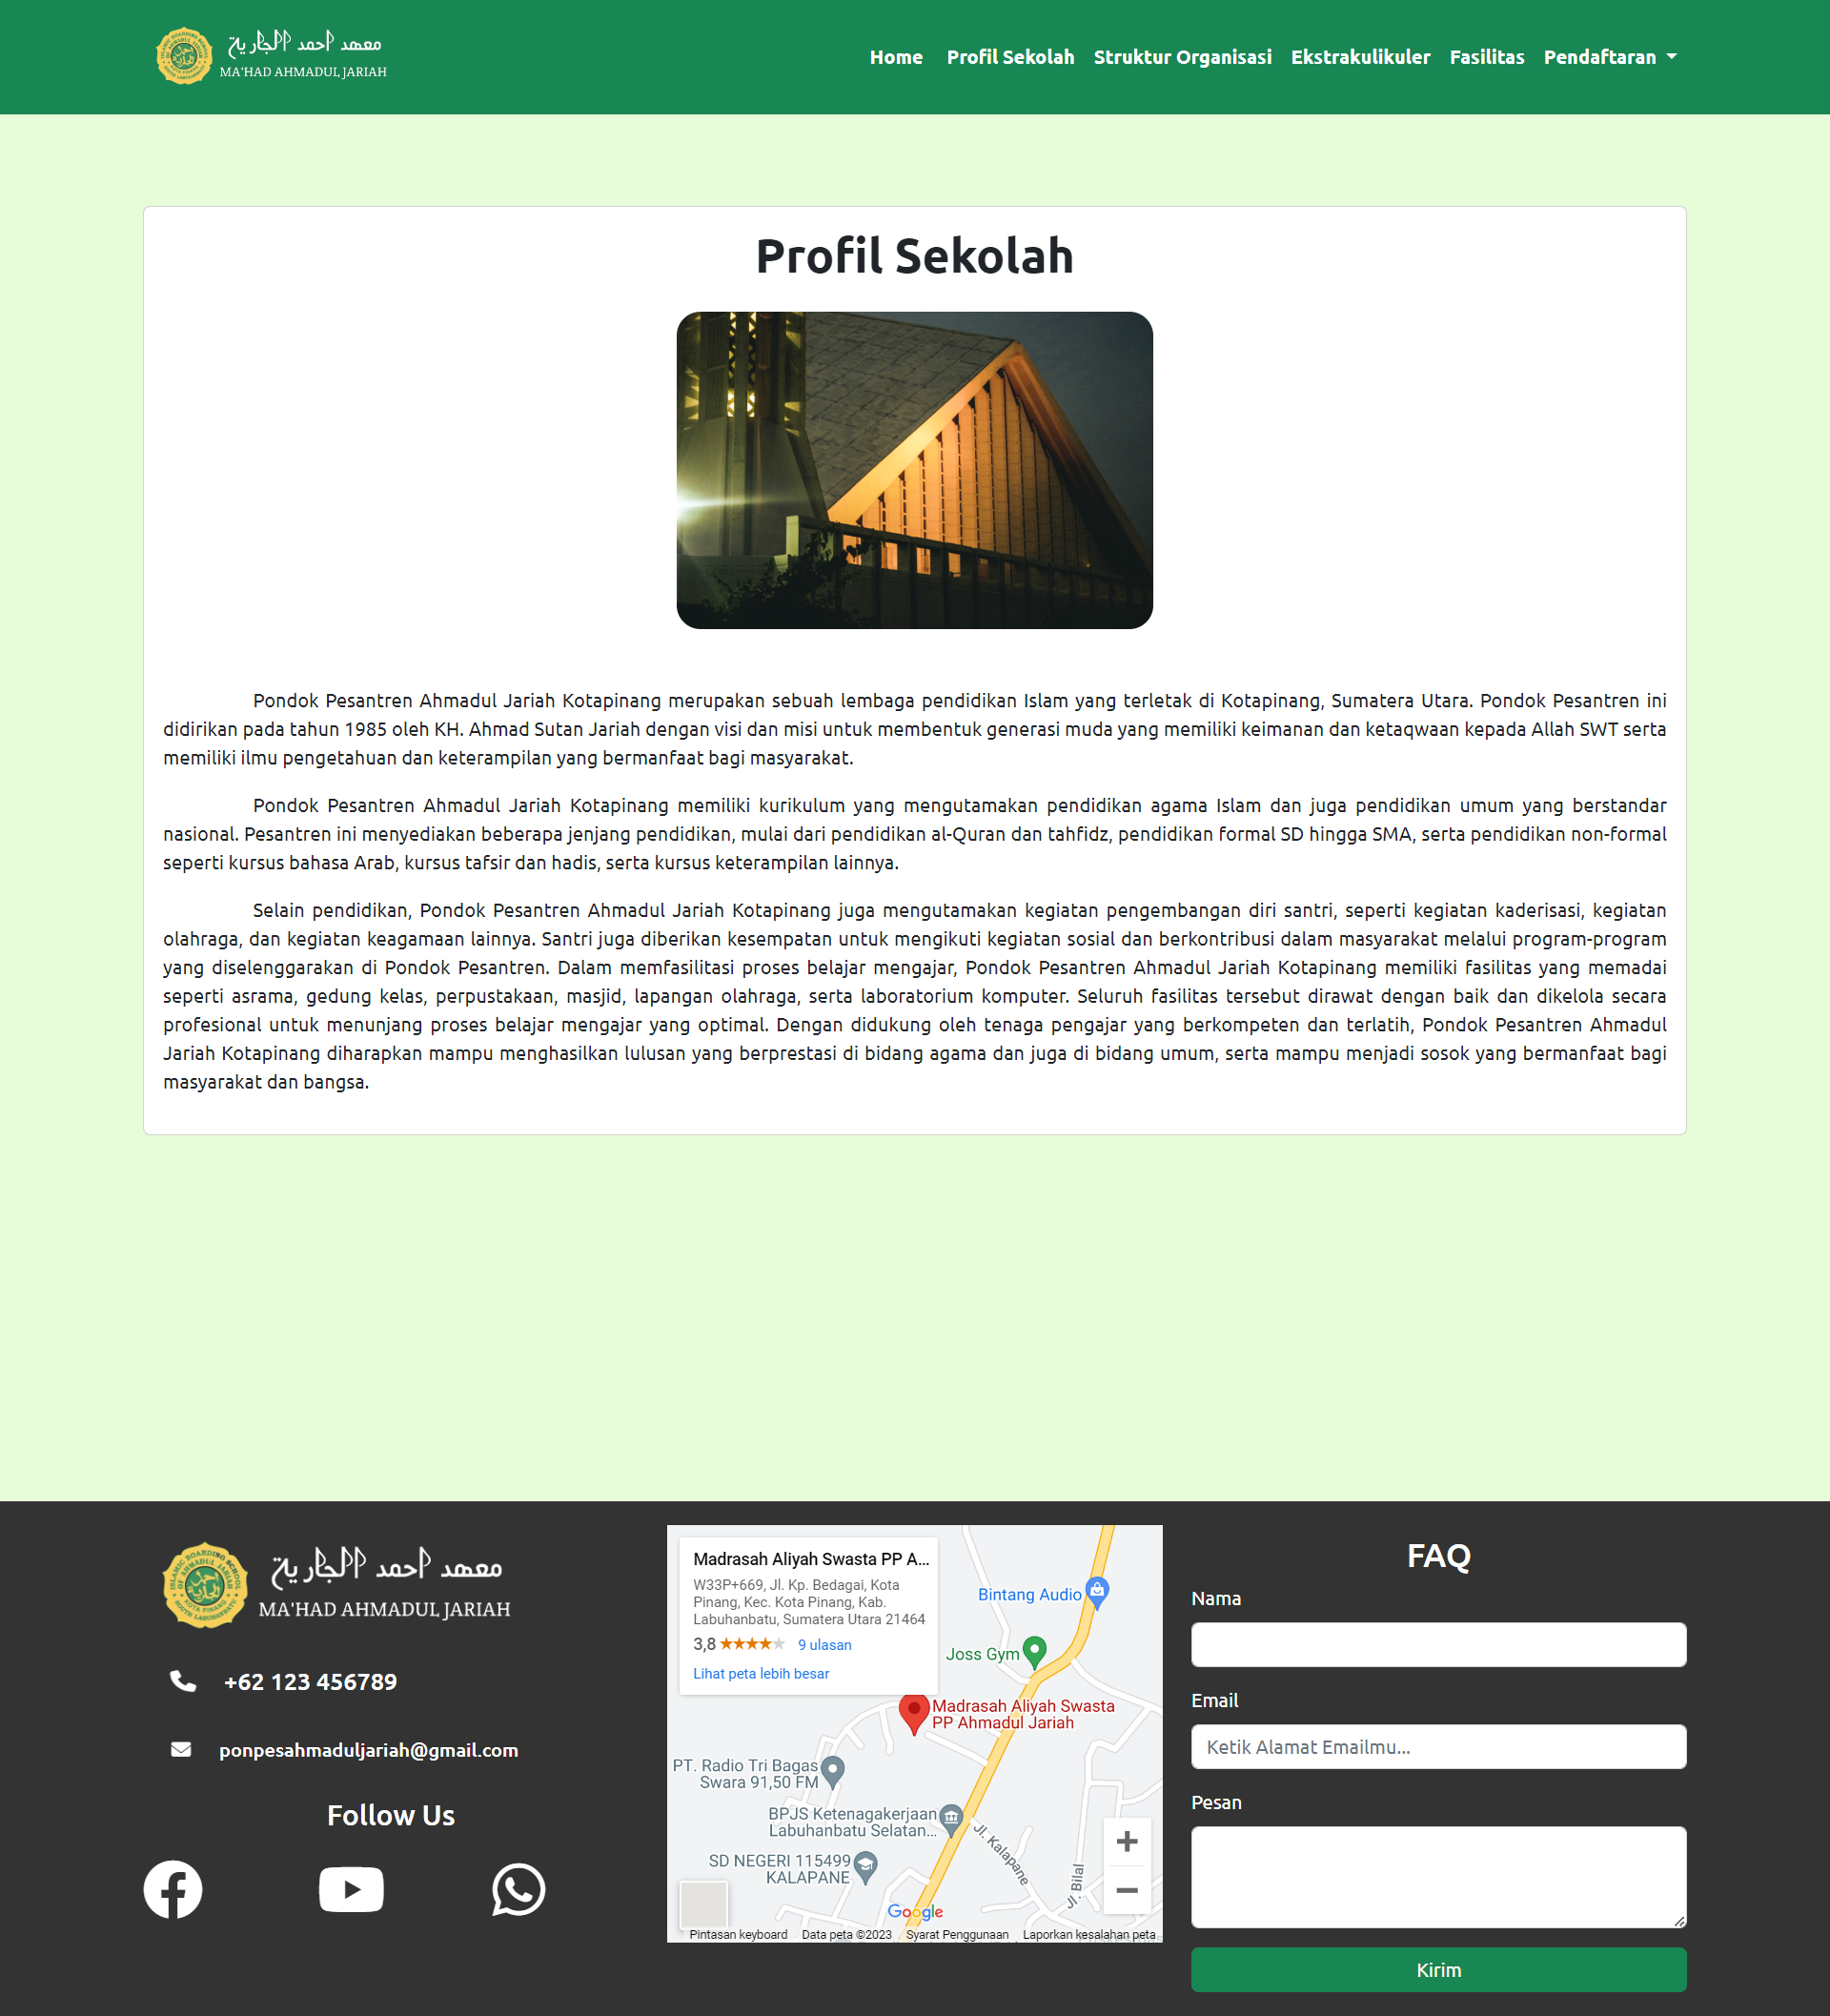 معهد احمد الجارية
MA'HAD AHMADUL JARIAH
Home Profil Sekolah Struktur Organisasi Ekstrakulikuler Fasilitas Pendaftaran
Profil Sekolah
Pondok Pesantren Ahmadul Jariah Kotapinang merupakan sebuah lembaga pendidikan Islam yang terletak di Kotapinang, Sumatera Utara. Pondok Pesantren ini
didirikan pada tahun 1985 oleh KH. Ahmad Sutan Jariah dengan visi dan misi untuk membentuk generasi muda yang memiliki keimanan dan ketaqwaan kepada Allah SWT serta
memiliki ilmu pengetahuan dan keterampilan yang bermanfaat bagi masyarakat.
Pondok Pesantren Ahmadul Jariah Kotapinang memiliki kurikulum yang mengutamakan pendidikan agama Islam dan juga pendidikan umum yang berstandar
nasional. Pesantren ini menyediakan beberapa jenjang pendidikan, mulai dari pendidikan al-Quran dan tahfidz, pendidikan formal SD hingga SMA, serta pendidikan non-formal
seperti kursus bahasa Arab, kursus tafsir dan hadis, serta kursus keterampilan lainnya.
Selain pendidikan, Pondok Pesantren Ahmadul Jariah Kotapinang juga mengutamakan kegiatan pengembangan diri santri, seperti kegiatan kaderisasi, kegiatan
olahraga, dan kegiatan keagamaan lainnya. Santri juga diberikan kesempatan untuk mengikuti kegiatan sosial dan berkontribusi dalam masyarakat melalui program-program
yang diselenggarakan di Pondok Pesantren. Dalam memfasilitasi proses belajar mengajar, Pondok Pesantren Ahmadul Jariah Kotapinang memiliki fasilitas yang memadai
seperti asrama, gedung kelas, perpustakaan, masjid, lapangan olahraga, serta laboratorium komputer. Seluruh fasilitas tersebut dirawat dengan baik dan dikelola secara
profesional untuk menunjang proses belajar mengajar yang optimal. Dengan didukung oleh tenaga pengajar yang berkompeten dan terlatih, Pondok Pesantren Ahmadul
Jariah Kotapinang diharapkan mampu menghasilkan lulusan yang berprestasi di bidang agama dan juga di bidang umum, serta mampu menjadi sosok yang bermanfaat bagi
masyarakat dan bangsa.
ISLAMIC BOARDING SCHOOL
OF AHMADUL JARIAH
KOTA PINANG
SOUTH LABUHANBATU
معهد احمد الجارية
MA'HAD AHMADUL JARIAH
+62 123 456789
ponpesahmaduljariah@gmail.com
Follow Us
Madrasah Aliyah Swasta PP A...
W33P+669, Jl. Kp. Bedagai, Kota
Pinang, Kec. Kota Pinang, Kab.
Labuhanbatu, Sumatera Utara 21464
3,8 9 ulasan
Lihat peta lebih besar
Bintang Audio
Joss Gym
Madrasah Aliyah Swasta
PP Ahmadul Jariah
PT. Radio Tri Bagas
Swara 91,50 FM
BPJS Ketenagakerjaan
Labuhanbatu Selatan...
SD NEGERI 115499
KALAPANE
Jl. Kalapane
Jl. Bilal
Google
Pintasan keyboard Data peta ©2023 Syarat Penggunaan Laporkan kesalahan peta
FAQ
Nama
Email
Ketik Alamat Emailmu...
Pesan
Kirim